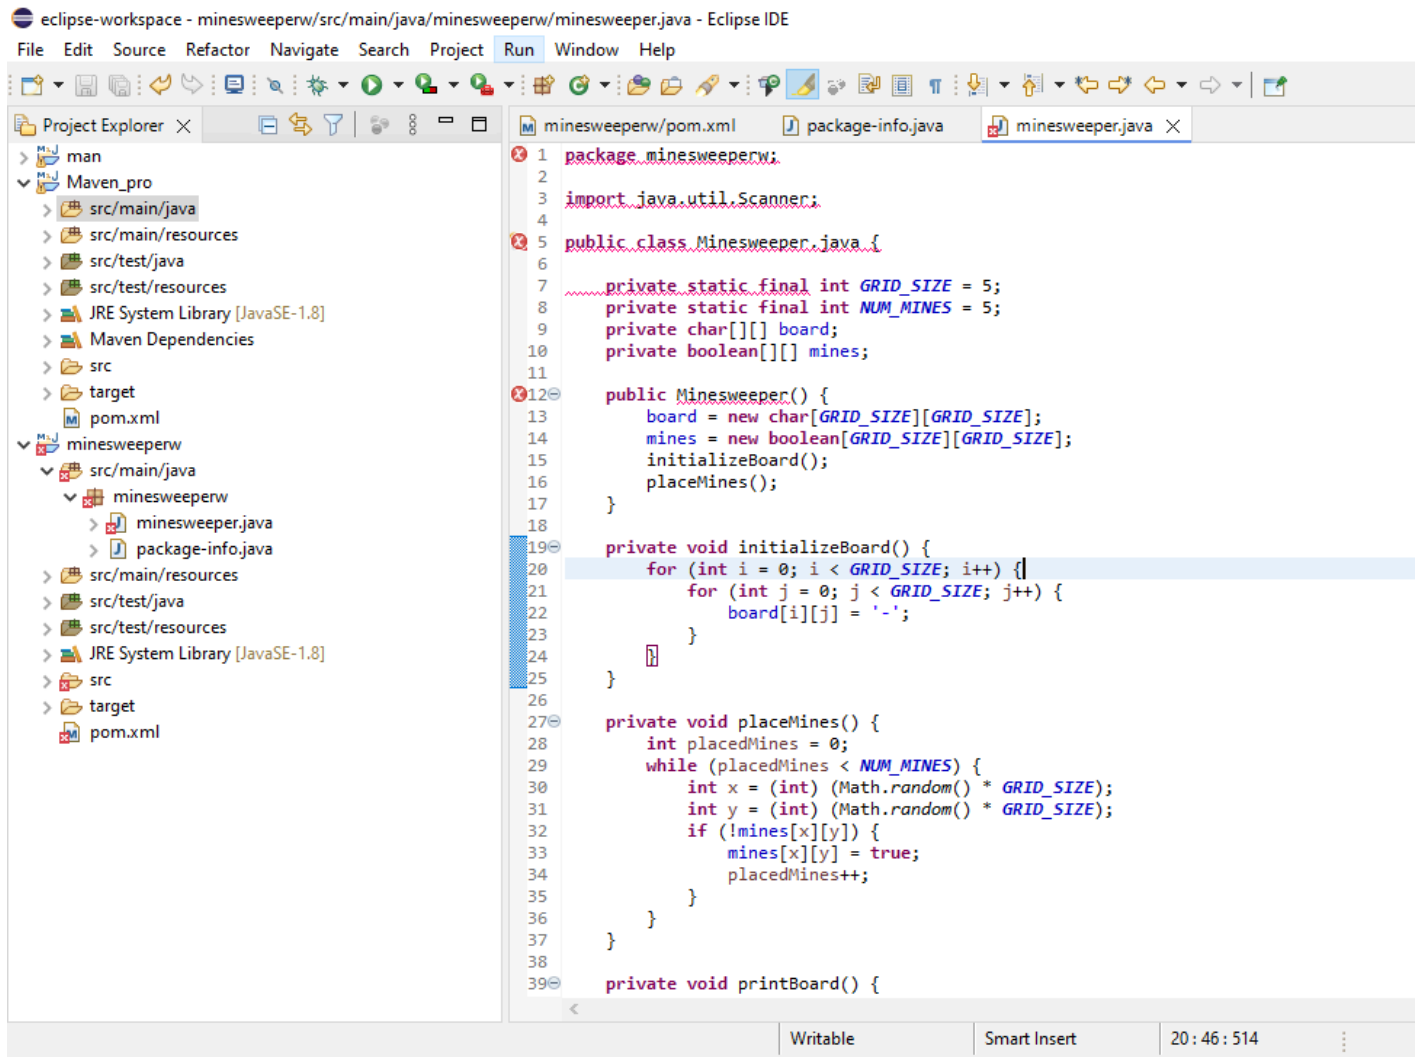 eclipse-workspace - minesweeperw/src/main/java/minesweeperw/minesweeper.java - Eclipse IDE
File Edit Source Refactor Navigate Search Project Run Window Help
Project Explorer
man
Maven_pro
src/main/java
src/main/resources
src/test/java
src/test/resources
JRE System Library [JavaSE-1.8]
Maven Dependencies
src
target
pom.xml
minesweeperw
src/main/java
minesweeperw
minesweeper.java
package-info.java
src/main/resources
src/test/java
src/test/resources
JRE System Library [JavaSE-1.8]
src
target
pom.xml
minesweeperw/pom.xml package-info.java minesweeper.java
1 package minesweeperw;
2
3 import java.util.Scanner;
4
5 public class Minesweeper.java {
6
7 private static final int GRID_SIZE = 5;
8 private static final int NUM_MINES = 5;
9 private char[][] board;
10 private boolean[][] mines;
11
12 public Minesweeper() {
13 board = new char[GRID_SIZE][GRID_SIZE];
14 mines = new boolean[GRID_SIZE][GRID_SIZE];
15 initializeBoard();
16 placeMines();
17 }
18
19 private void initializeBoard() {
20 for (int i = 0; i < GRID_SIZE; i++) {
21 for (int j = 0; j < GRID_SIZE; j++) {
22 board[i][j] = '-';
23 }
24 }
25 }
26
27 private void placeMines() {
28 int placedMines = 0;
29 while (placedMines < NUM_MINES) {
30 int x = (int) (Math.random() * GRID_SIZE);
31 int y = (int) (Math.random() * GRID_SIZE);
32 if (!mines[x][y]) {
33 mines[x][y] = true;
34 placedMines++;
35 }
36 }
37 }
38
39 private void printBoard() {
Writable Smart Insert 20 : 46 : 514